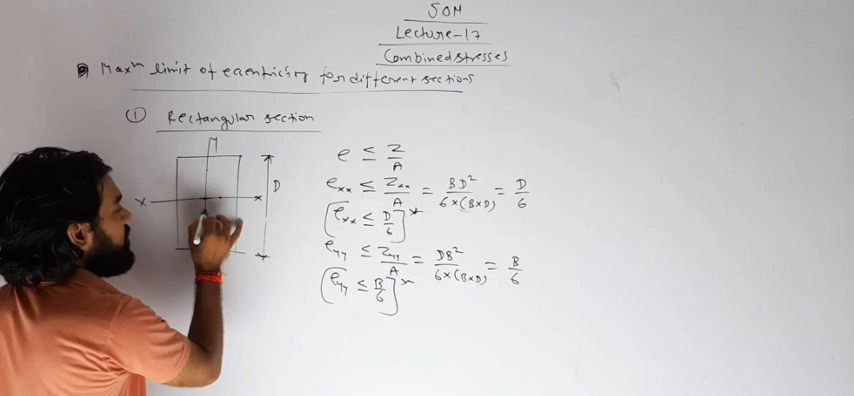 SOM
Lecture-17
Combined stresses
Maxm limit of eccentricity for different sections
① Rectangular section
e ≤ Z/A
exx ≤ Zxx/A = BD²/6×(B×D) = D/6
[exx ≤ D/6]*
eyy ≤ Zyy/A = DB²/6×(B×D) = B/6
[eyy ≤ B/6]*
X X
D